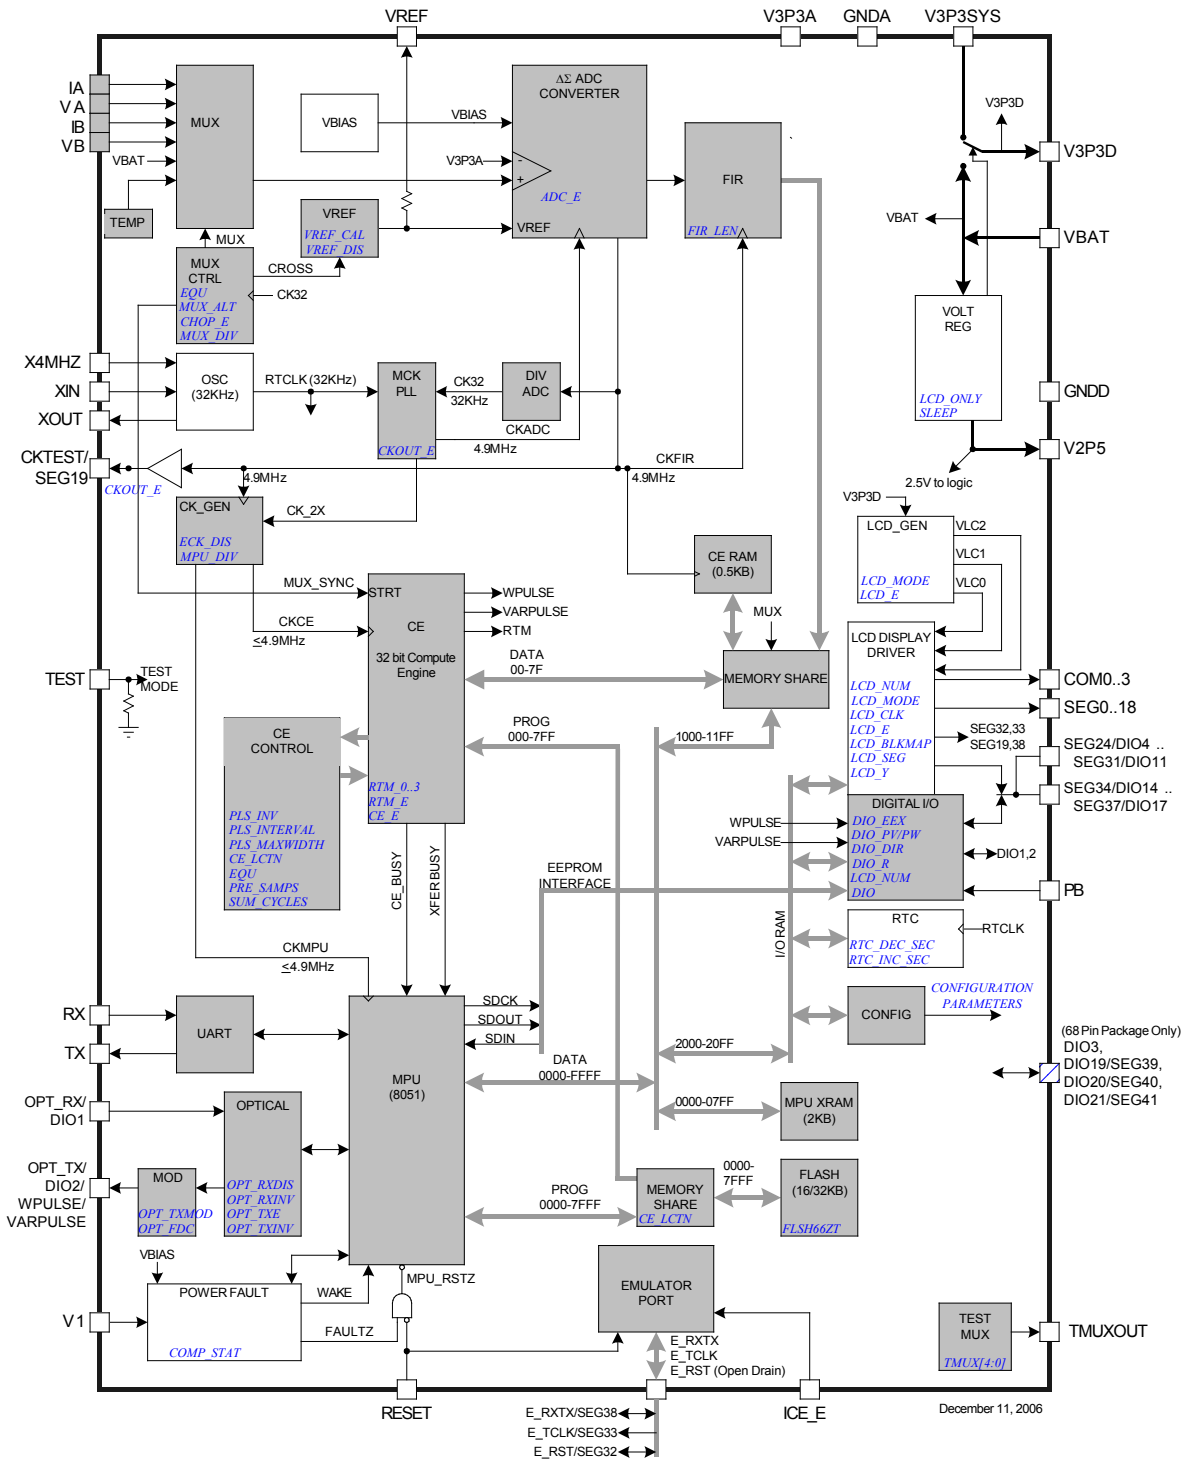 VREF
V3P3A
GNDA
V3P3SYS
IA
VA
IB
VB
VBAT
TEMP
MUX
VBIAS
VBIAS
ΔΣ ADC
CONVERTER
V3P3A
-
+
ADC_E
VREF
FIR
FIR_LEN
V3P3D
V3P3D
VBAT
VBAT
VREF
VREF_CAL
VREF_DIS
MUX
MUX
CTRL
EQU
MUX_ALT
CHOP_E
MUX_DIV
CROSS
CK32
VOLT
REG
LCD_ONLY
SLEEP
GNDD
V2P5
2.5V to logic
X4MHZ
XIN
XOUT
OSC
(32KHz)
RTCLK (32KHz)
MCK
PLL
CKOUT_E
CK32
32KHz
DIV
ADC
CKADC
4.9MHz
CKFIR
4.9MHz
CKTEST/
SEG19
CKOUT_E
4.9MHz
CK_GEN
ECK_DIS
MPU_DIV
CK_2X
V3P3D
LCD_GEN
LCD_MODE
LCD_E
VLC2
VLC1
VLC0
CE RAM
(0.5KB)
MUX_SYNC
STRT
CKCE
≤4.9MHz
CE
32 bit Compute
Engine
RTM_0..3
RTM_E
CE_E
WPULSE
VARPULSE
RTM
DATA
00-7F
MUX
MEMORY SHARE
LCD DISPLAY
DRIVER
LCD_NUM
LCD_MODE
LCD_CLK
LCD_E
LCD_BLKMAP
LCD_SEG
LCD_Y
COM0..3
SEG0..18
SEG32,33
SEG19,38
SEG24/DIO4 ..
SEG31/DIO11
SEG34/DIO14 ..
SEG37/DIO17
TEST
TEST
MODE
CE
CONTROL
PLS_INV
PLS_INTERVAL
PLS_MAXWIDTH
CE_LCTN
EQU
PRE_SAMPS
SUM_CYCLES
PROG
000-7FF
1000-11FF
WPULSE
VARPULSE
DIGITAL I/O
DIO_EEX
DIO_PV/PW
DIO_DIR
DIO_R
LCD_NUM
DIO
DIO1,2
PB
CE_BUSY
XFER BUSY
EEPROM
INTERFACE
I/O RAM
RTC
RTC_DEC_SEC
RTC_INC_SEC
RTCLK
CKMPU
≤4.9MHz
CONFIG
CONFIGURATION
PARAMETERS
RX
TX
UART
MPU
(8051)
SDCK
SDOUT
SDIN
DATA
0000-FFFF
2000-20FF
0000-07FF
MPU XRAM
(2KB)
(68 Pin Package Only)
DIO3,
DIO19/SEG39,
DIO20/SEG40,
DIO21/SEG41
OPT_RX/
DIO1
OPTICAL
OPT_RXDIS
OPT_RXINV
OPT_TXE
OPT_TXINV
OPT_TX/
DIO2/
WPULSE/
VARPULSE
MOD
OPT_TXMOD
OPT_FDC
PROG
0000-7FFF
MEMORY
SHARE
CE_LCTN
0000-
7FFF
FLASH
(16/32KB)
FLSH66ZT
VBIAS
V1
POWER FAULT
COMP_STAT
WAKE
FAULTZ
MPU_RSTZ
EMULATOR
PORT
E_RXTX
E_TCLK
E_RST (Open Drain)
TEST
MUX
TMUX[4:0]
TMUXOUT
RESET
ICE_E
E_RXTX/SEG38
E_TCLK/SEG33
E_RST/SEG32
December 11, 2006